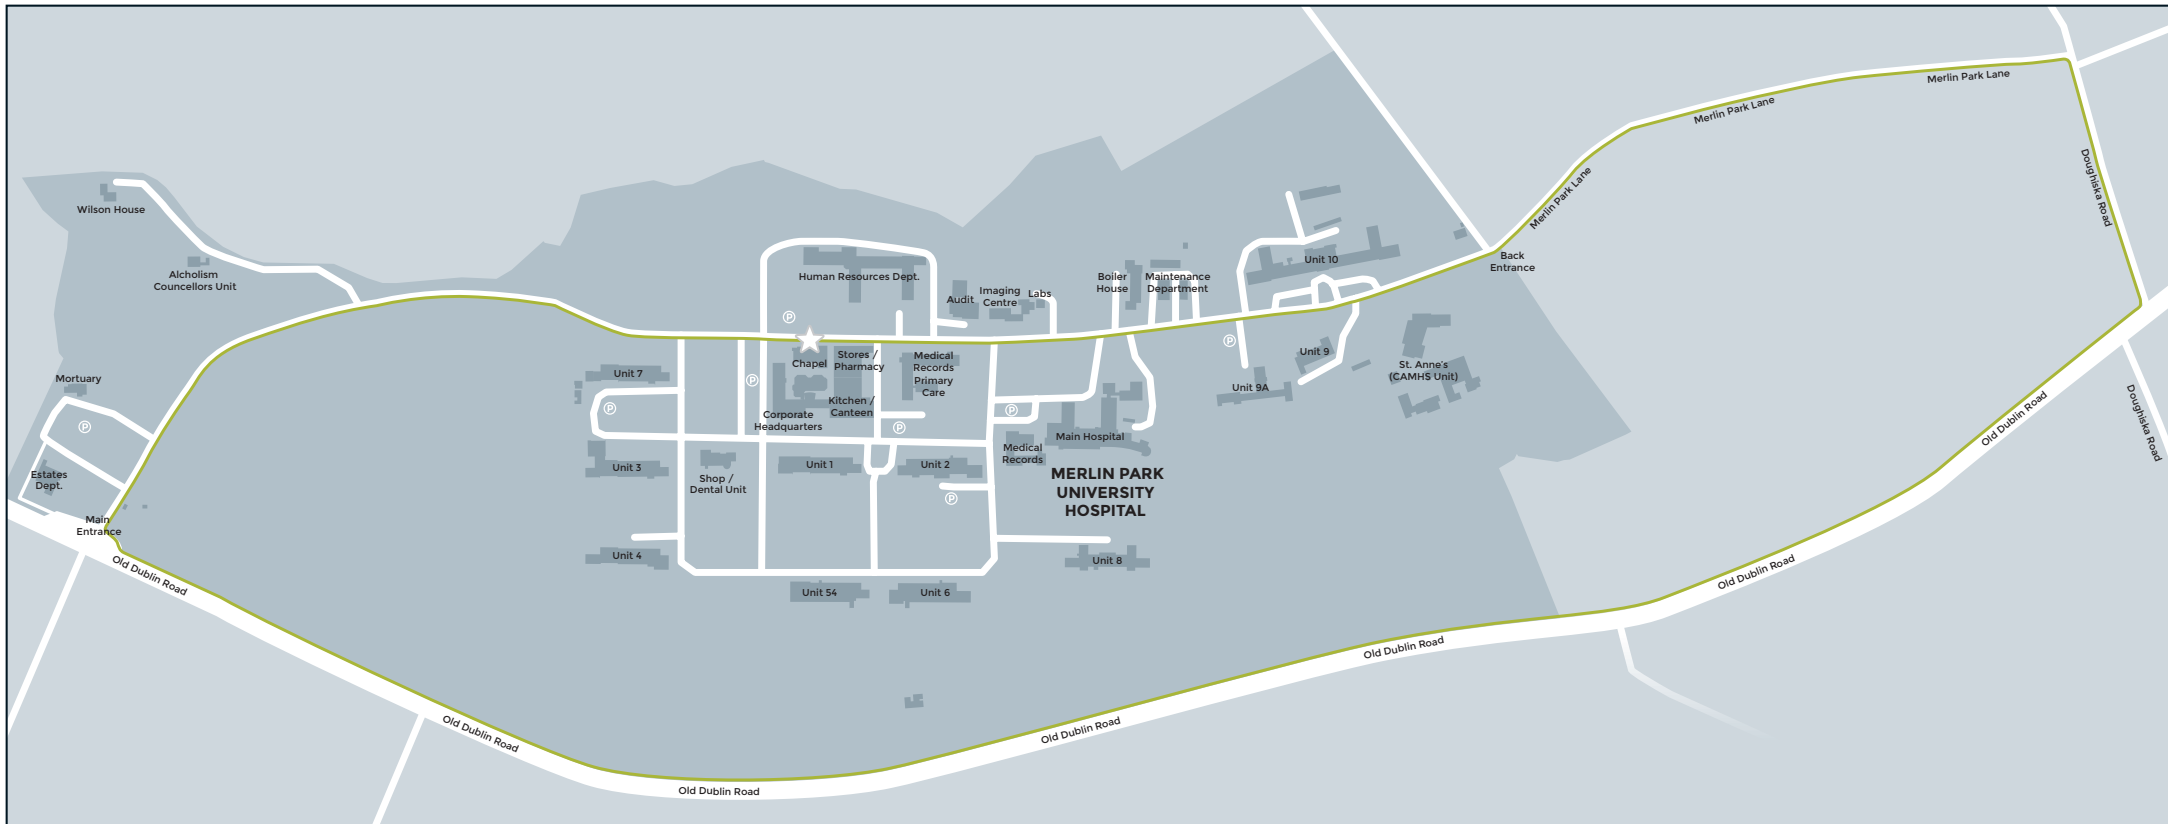 Merlin Park Lane
Merlin Park Lane
Merlin Park Lane
Doughiska Road
Wilson House
Alcholism
Councellors Unit
Human Resources Dept.
Audit
Imaging
Centre
Labs
Boiler
House
Maintenance
Department
Unit 10
Back
Entrance
P
P
Chapel
Stores /
Pharmacy
Medical
Records
Primary
Care
Unit 9
St. Anne's
(CAMHS Unit)
Unit 7
P
Mortuary
Unit 9A
P
P
Kitchen /
Canteen
Corporate
Headquarters
P
P
Medical
Records
Main Hospital
Old Dublin Road
Doughiska Road
Estates
Dept.
Unit 3
Shop /
Dental Unit
Unit 1
Unit 2
P
MERLIN PARK
UNIVERSITY
HOSPITAL
Main
Entrance
Unit 4
Unit 8
Unit 54
Unit 6
Old Dublin Road
Old Dublin Road
Old Dublin Road
Old Dublin Road
Old Dublin Road
Old Dublin Road